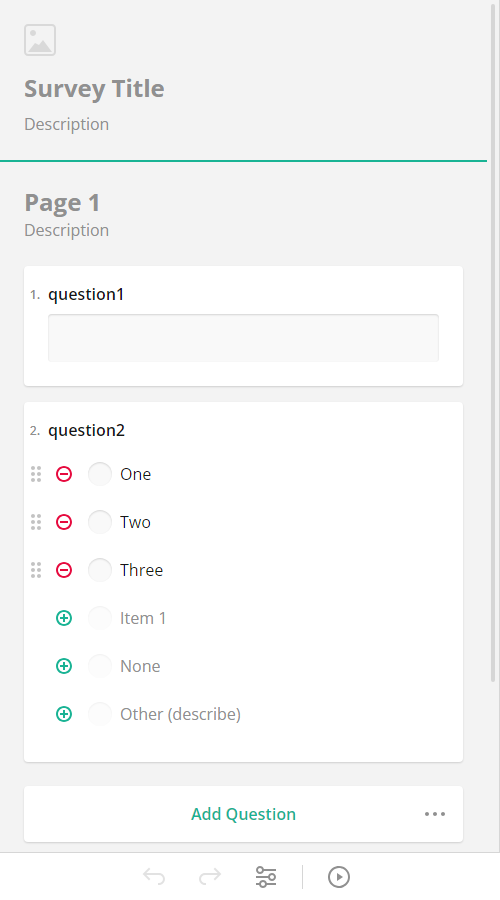 Survey Title
Description
Page 1
Description
1. question1
2. question2
One
Two
Three
Item 1
None
Other (describe)
Add Question